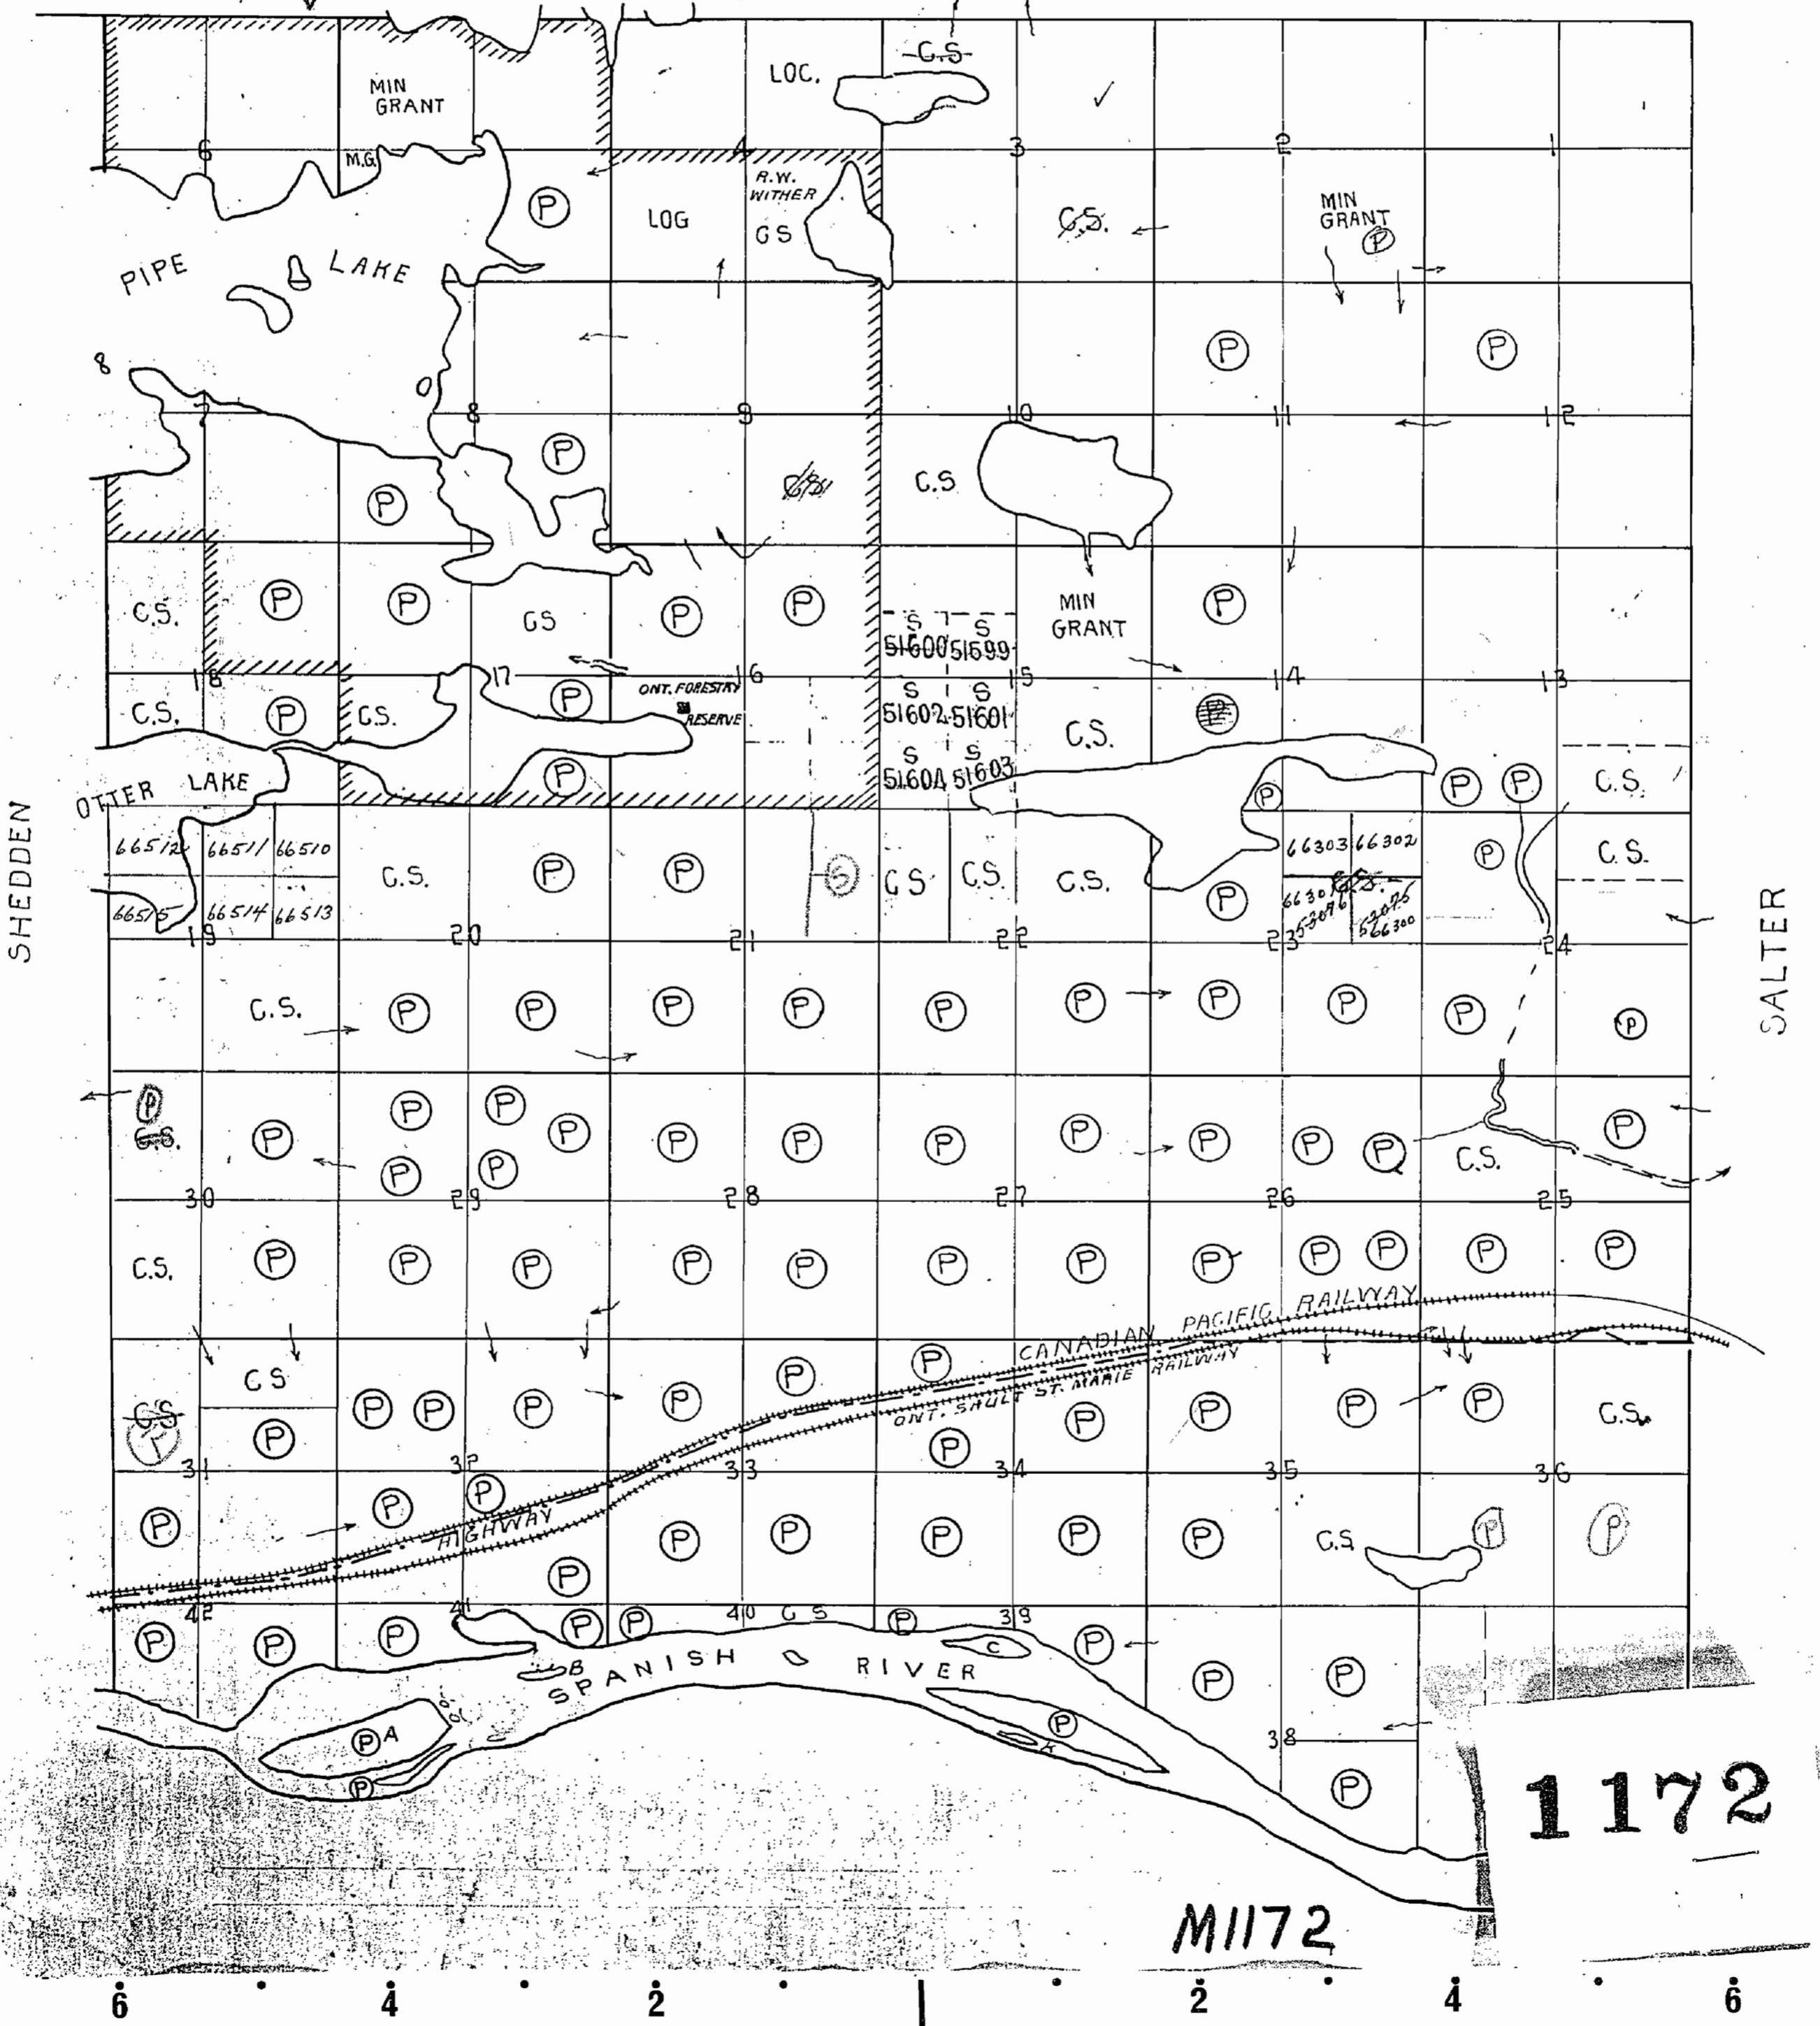 LOC.
C.S
MIN
GRANT
6
M.G.
4
3
2
1
R.W.
WITHER
P
LOG
GS
C.S.
MIN
GRANT
P
PIPE LAKE
P
P
8
7
8
9
10
11
12
P
C.S
P
C.S.
P
P
GS
P
P
S S
51600 51599
MIN
GRANT
P
18
17
16
15
14
13
C.S.
P
C.S.
P
ONT. FORESTRY
RESERVE
S S
51602 51601
C.S.
P
S S
51604 51603
OTTER LAKE
P
P
P
P
C.S.
SHEDDEN
66512 66511 66510
C.S.
P
P
S
C S
C.S.
C.S.
66303 66302
P
C.S.
66515 66514 66513
P
66301 C.S.
53076 53075
566300
SALTER
19
20
21
22
23
24
C.S.
P
P
P
P
P
P
P
P
P
P
P
C.S.
P
P
P
P
P
P
P
P
P
P
P
P
P
C.S.
P
30
29
28
27
26
25
C.S.
P
P
P
P
P
P
P
P
P
P
P
P
CANADIAN PACIFIC RAILWAY
ONT. SAULT ST. MARIE RAILWAY
C S
P
P
C.S
P
P
P
P
P
P
P
P
P
P
P
C.S.
31
32
33
34
35
36
P
P
P
HIGHWAY
P
P
P
P
P
P
C.S.
P
P
42
41
40
C S
39
P
P
P
P
P
P
C
P
B
SPANISH RIVER
P
P
P A
P
P
K
38
P
1172
M1172
6 4 2 2 4 6